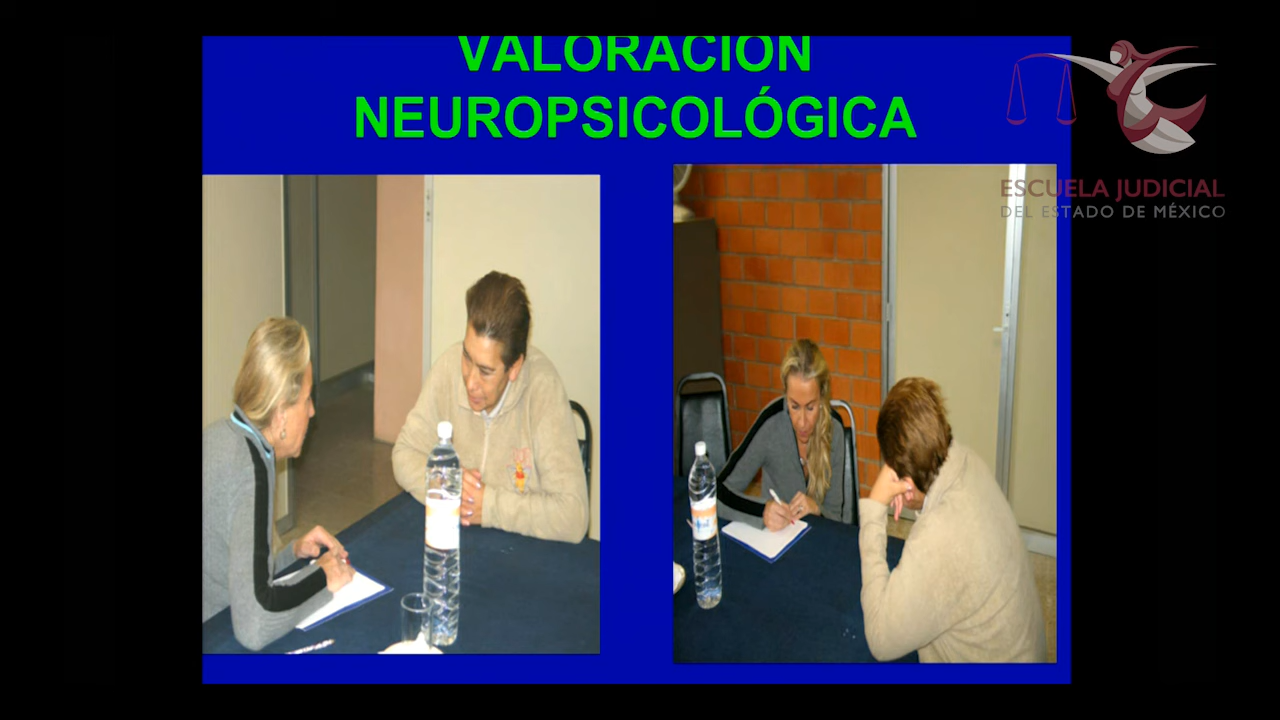 VALORACIÓN
NEUROPSICOLÓGICA
ESCUELA JUDICIAL
DEL ESTADO DE MÉXICO